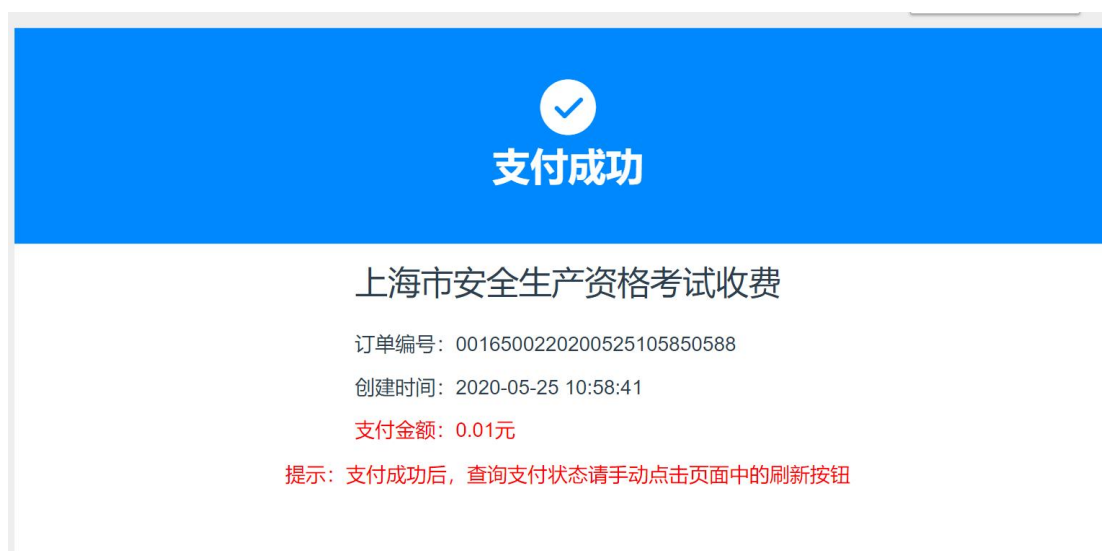 支付成功
上海市安全生产资格考试收费
订单编号：0016500220200525105850588
创建时间：2020-05-25 10:58:41
支付金额：0.01元
提示：支付成功后，查询支付状态请手动点击页面中的刷新按钮